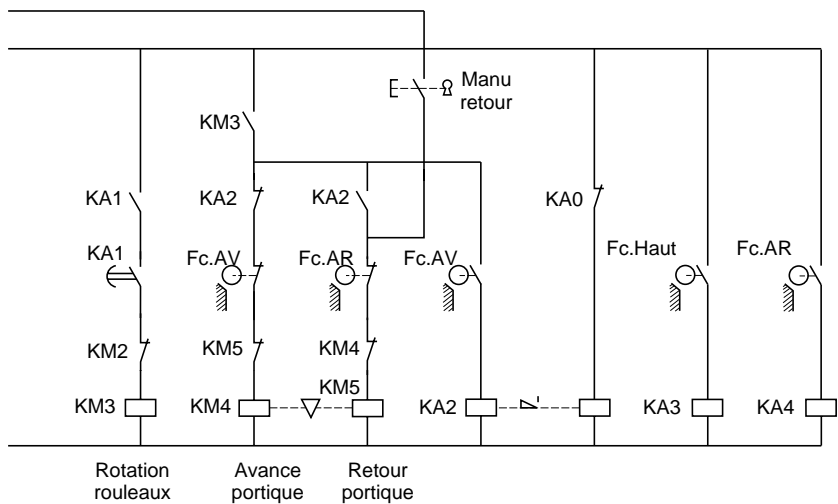 Manu
retour
KM3
KA1
KA2
KA2
KA0
KA1
Fc.AV
Fc.AR
Fc.AV
Fc.Haut
Fc.AR
KM2
KM5
KM4
KM3
KM4
KM5
KA2
KA3
KA4
Rotation
rouleaux
Avance
portique
Retour
portique